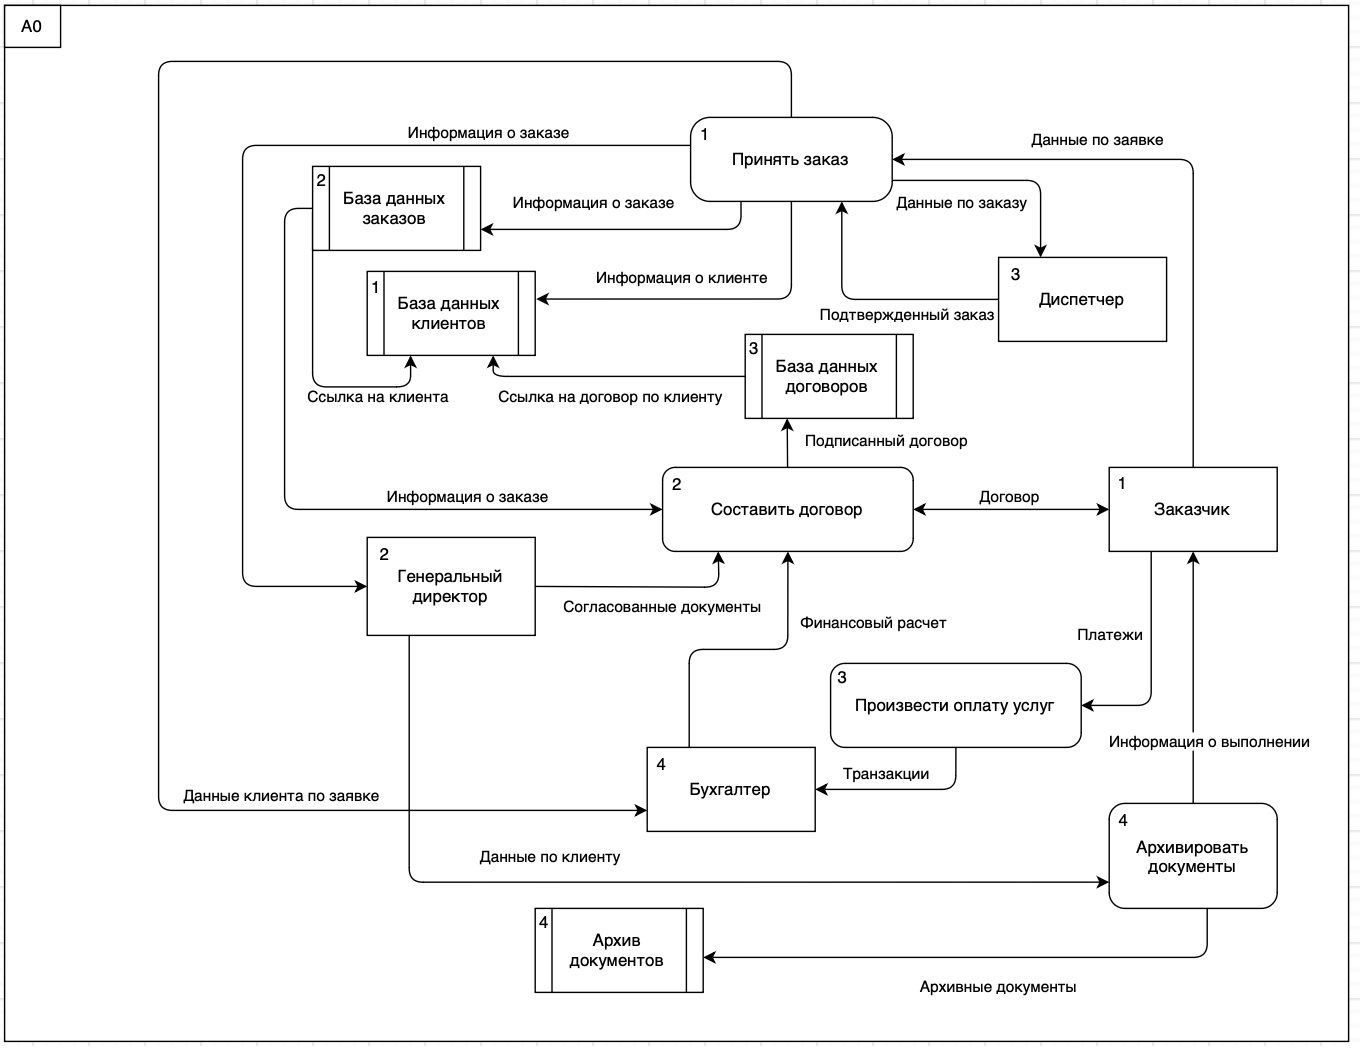 A0
Информация о заказе
1
Принять заказ
Данные по заявке
2
База данных
заказов
Информация о заказе
Данные по заказу
1
База данных
клиентов
Информация о клиенте
3
Диспетчер
Подтвержденный заказ
3
База данных
договоров
Ссылка на клиента
Ссылка на договор по клиенту
Подписанный договор
Информация о заказе
2
Составить договор
Договор
1
Заказчик
2
Генеральный
директор
Согласованные документы
Финансовый расчет
Платежи
3
Произвести оплату услуг
Информация о выполнении
4
Бухгалтер
Транзакции
Данные клиента по заявке
4
Архивировать
документы
Данные по клиенту
4
Архив
документов
Архивные документы